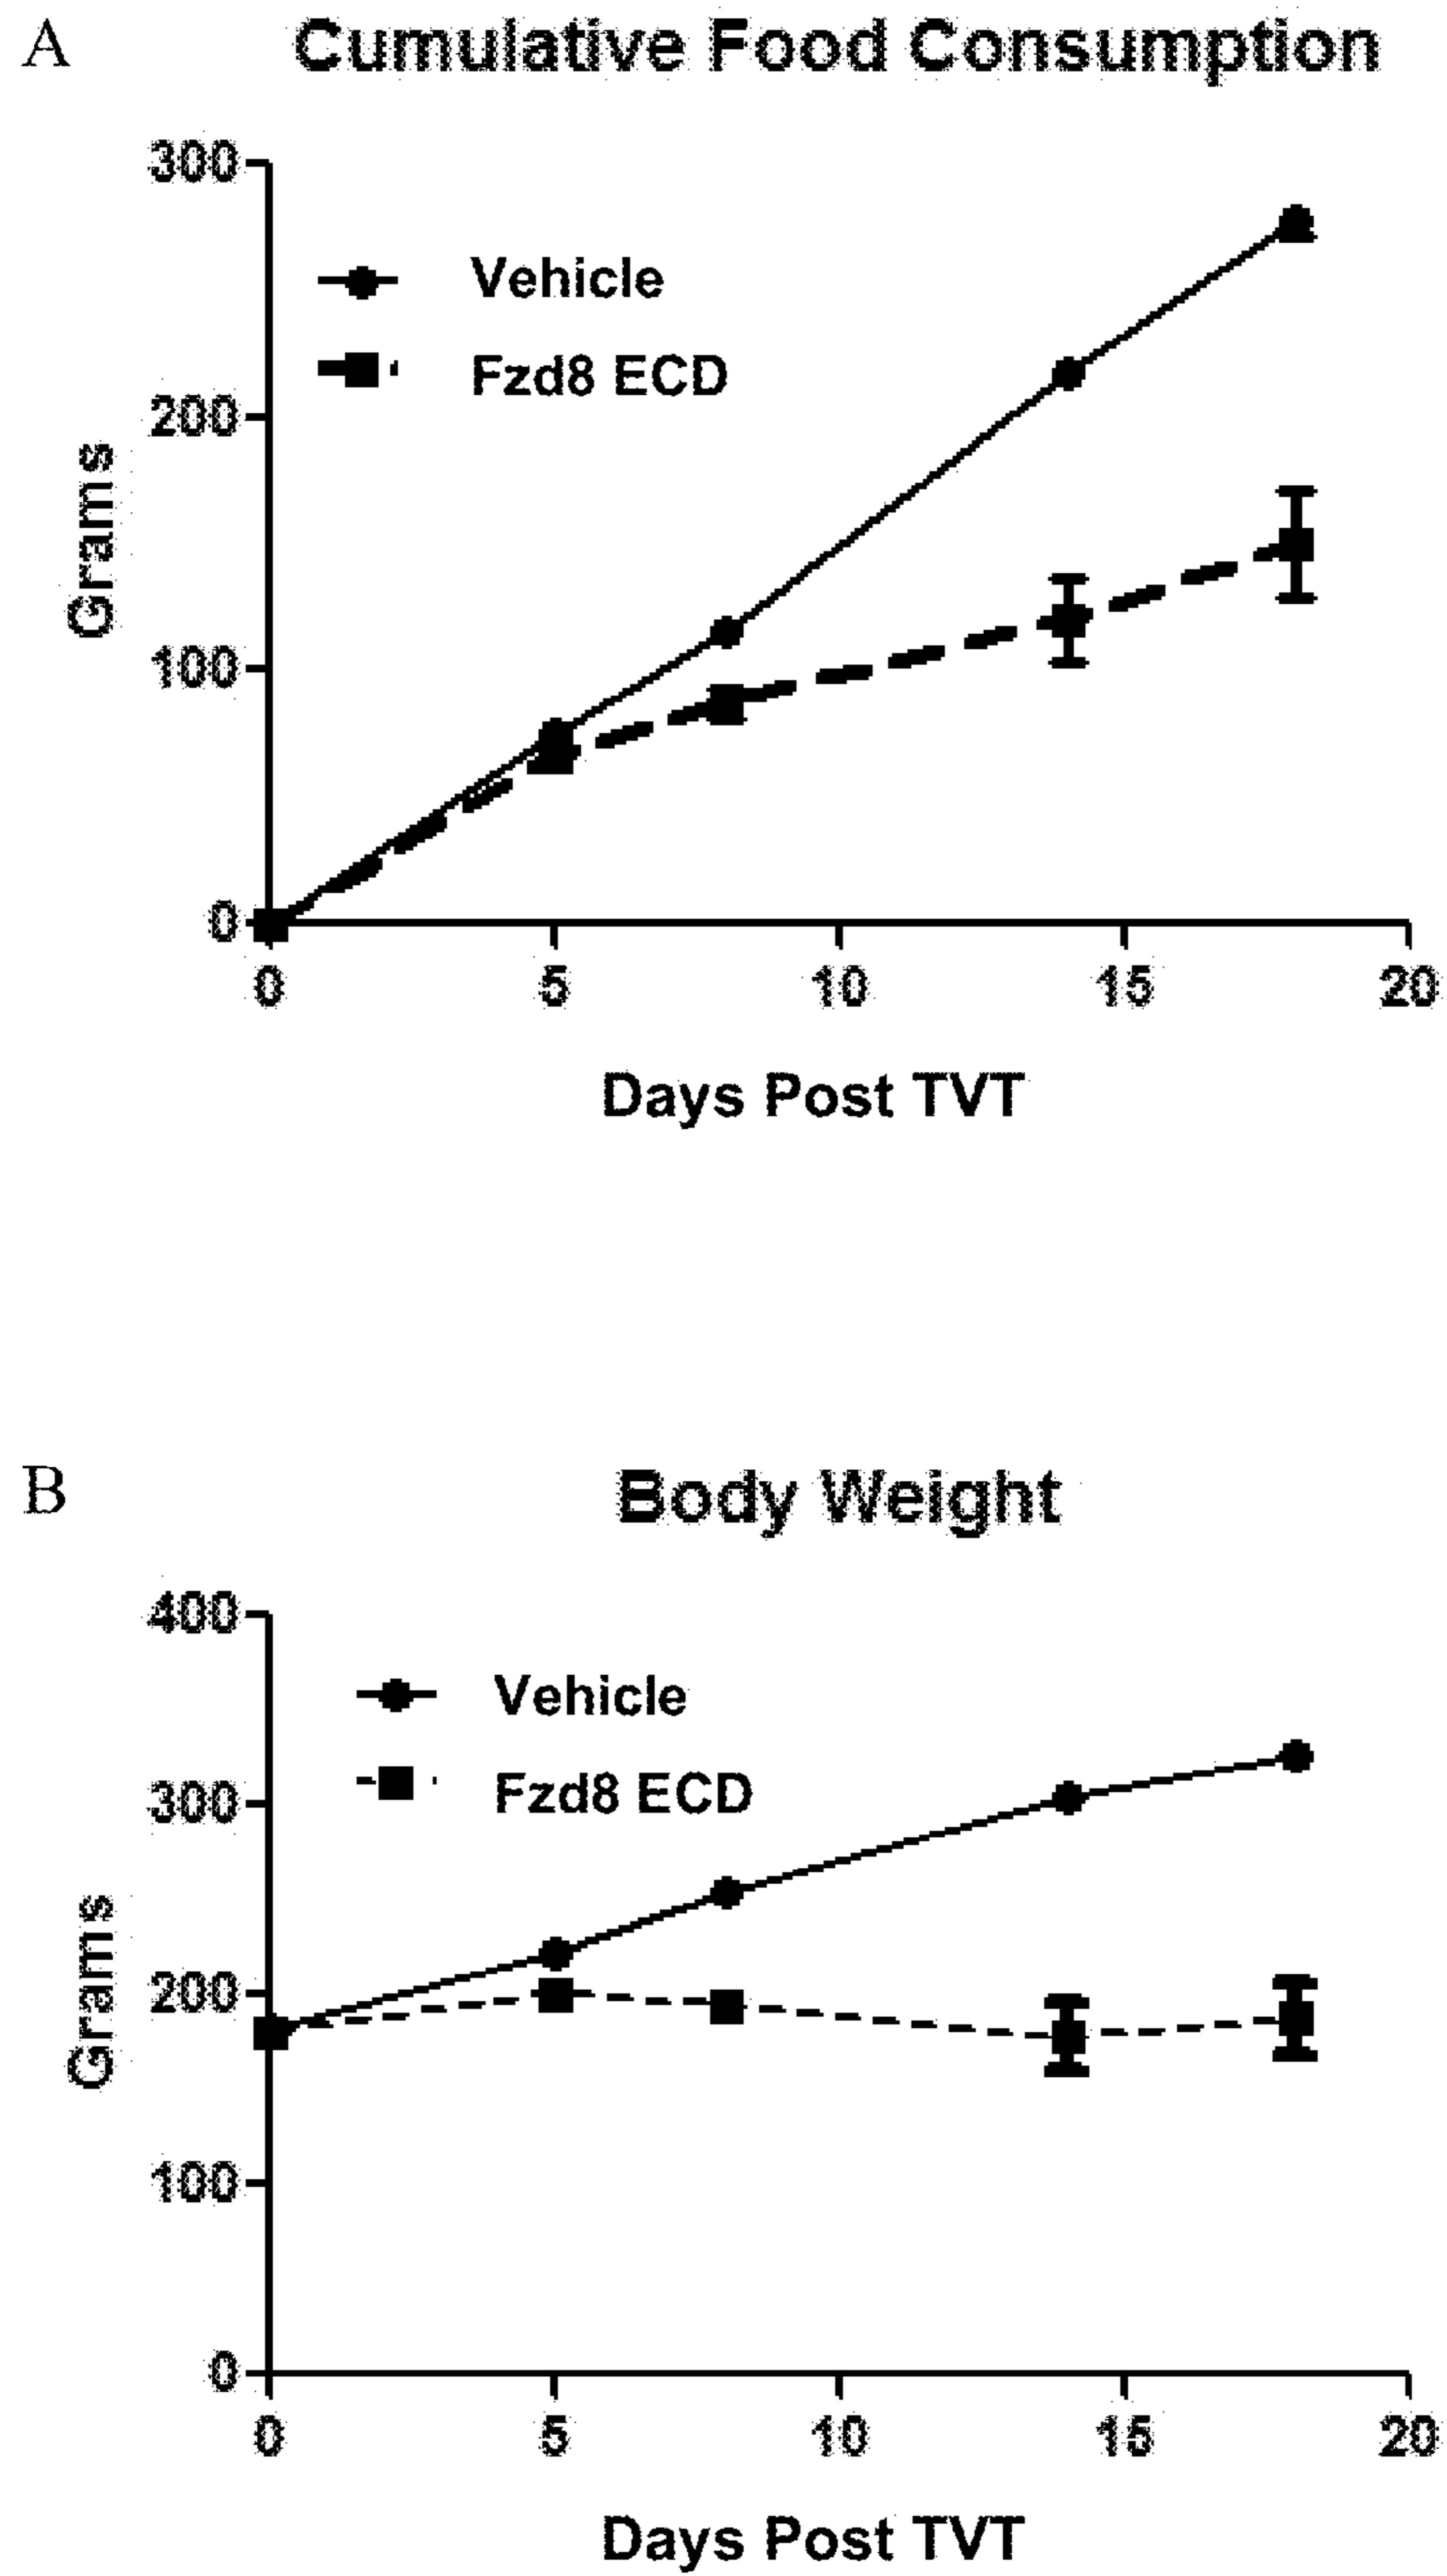 A
Cumulative Food Consumption
300
Vehicle
Fzd8 ECD
200
Grams
100
0
0 5 10 15 20
Days Post TVT
B
Body Weight
400
Vehicle
Fzd8 ECD
300
200
Grams
100
0
0 5 10 15 20
Days Post TVT